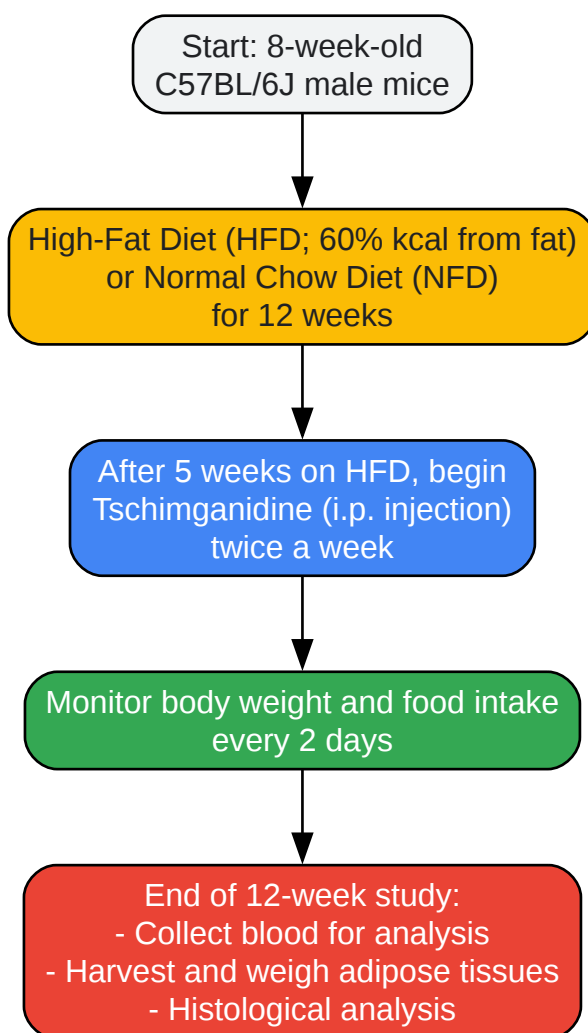 Start: 8-week-old
C57BL/6J male mice
High-Fat Diet (HFD; 60% kcal from fat)
or Normal Chow Diet (NFD)
for 12 weeks
After 5 weeks on HFD, begin
Tschimganidine (i.p. injection)
twice a week
Monitor body weight and food intake
every 2 days
End of 12-week study:
- Collect blood for analysis
- Harvest and weigh adipose tissues
- Histological analysis